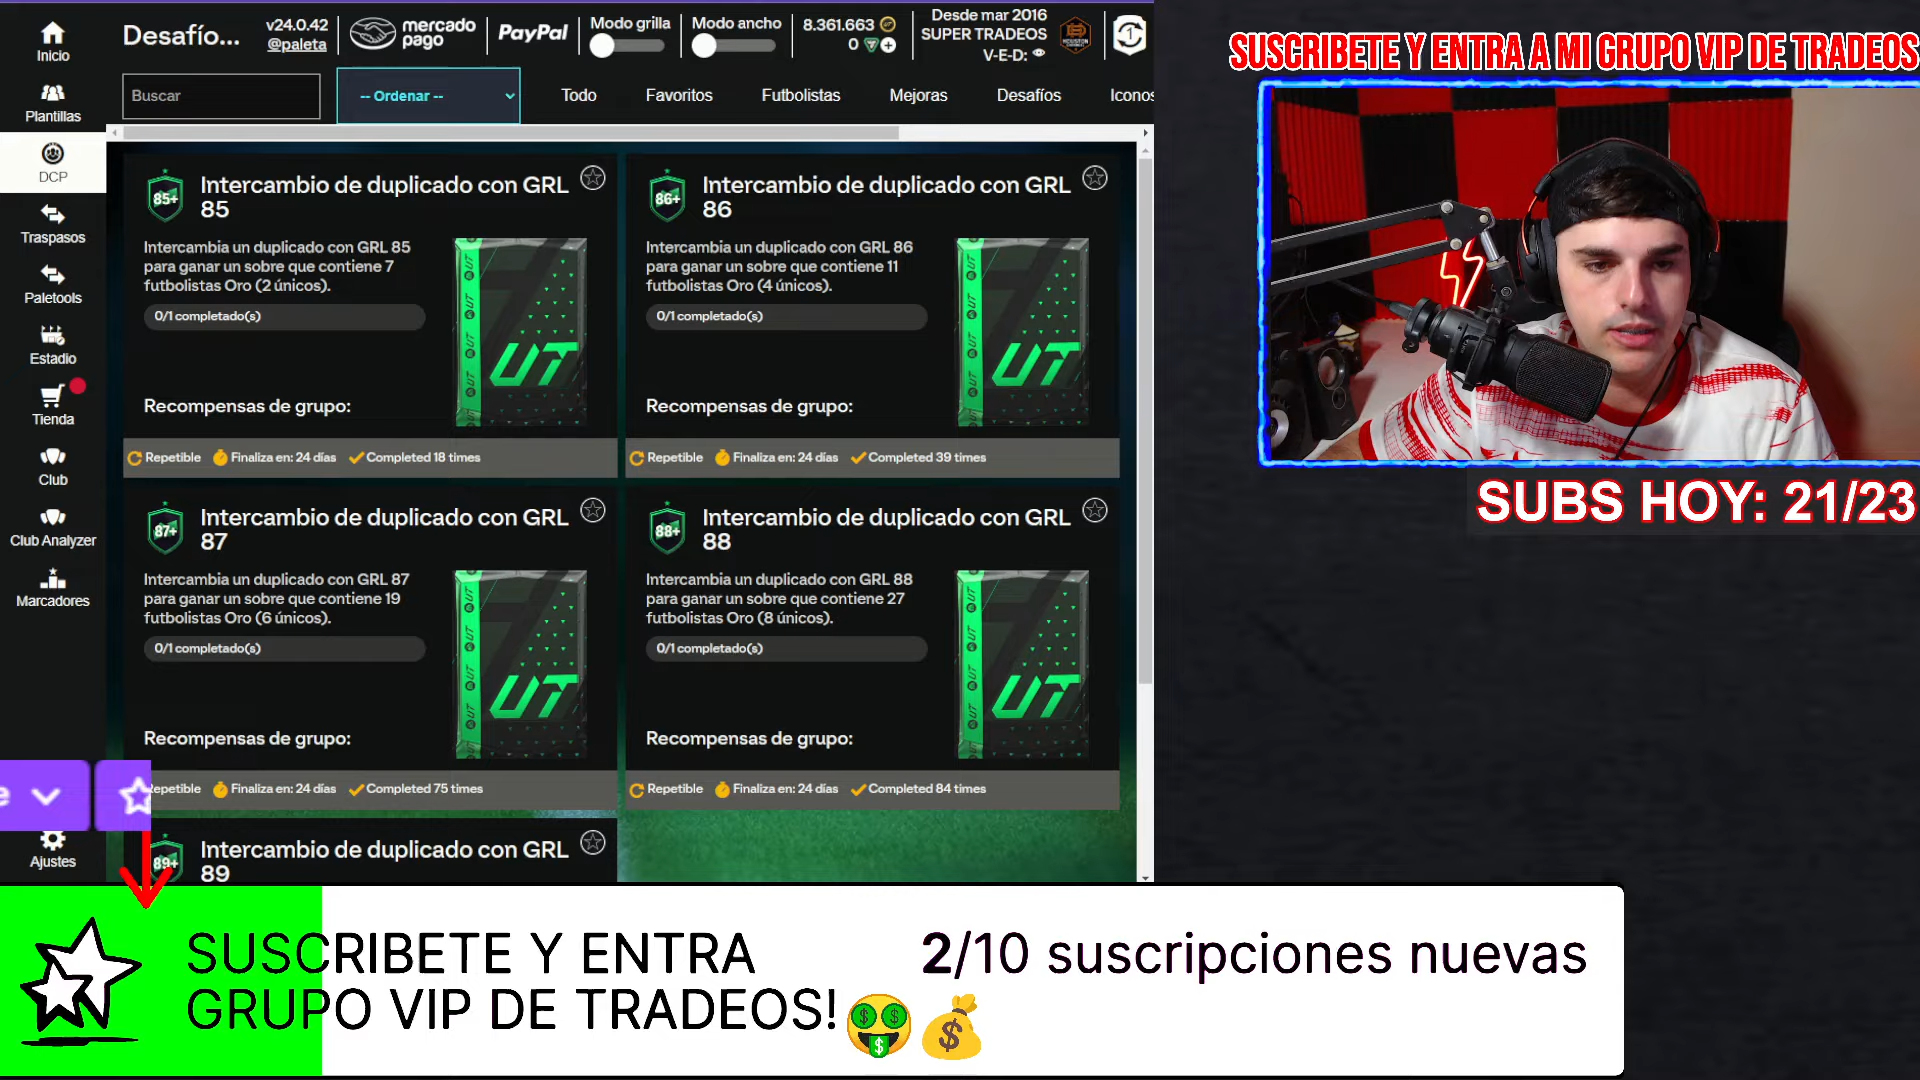 Inicio
Plantillas
DCP
Traspasos
Paletools
Estadio
Tienda
Club
Club Analyzer
Marcadores
Ajustes
Desafío...
v24.0.42
@paleta
mercado
pago
PayPal
Modo grilla
Modo ancho
8.361.663
0
Desde mar 2016
SUPER TRADEOS
V-E-D:
1
Buscar
-- Ordenar --
Todo
Favoritos
Futbolistas
Mejoras
Desafíos
Iconos
85+
Intercambio de duplicado con GRL
85
Intercambia un duplicado con GRL 85
para ganar un sobre que contiene 7
futbolistas Oro (2 únicos).
0/1 completado(s)
UT
Recompensas de grupo:
Repetible
Finaliza en: 24 días
Completed 18 times
86+
Intercambio de duplicado con GRL
86
Intercambia un duplicado con GRL 86
para ganar un sobre que contiene 11
futbolistas Oro (4 únicos).
0/1 completado(s)
UT
Recompensas de grupo:
Repetible
Finaliza en: 24 días
Completed 39 times
87+
Intercambio de duplicado con GRL
87
Intercambia un duplicado con GRL 87
para ganar un sobre que contiene 19
futbolistas Oro (6 únicos).
0/1 completado(s)
UT
Recompensas de grupo:
epetible
Finaliza en: 24 días
Completed 75 times
88+
Intercambio de duplicado con GRL
88
Intercambia un duplicado con GRL 88
para ganar un sobre que contiene 27
futbolistas Oro (8 únicos).
0/1 completado(s)
UT
Recompensas de grupo:
Repetible
Finaliza en: 24 días
Completed 84 times
89+
Intercambio de duplicado con GRL
89
SUSCRIBETE Y ENTRA A MI GRUPO VIP DE TRADEOS
SUBS HOY: 21/23
SUSCRIBETE Y ENTRA
GRUPO VIP DE TRADEOS!
2/10 suscripciones nuevas